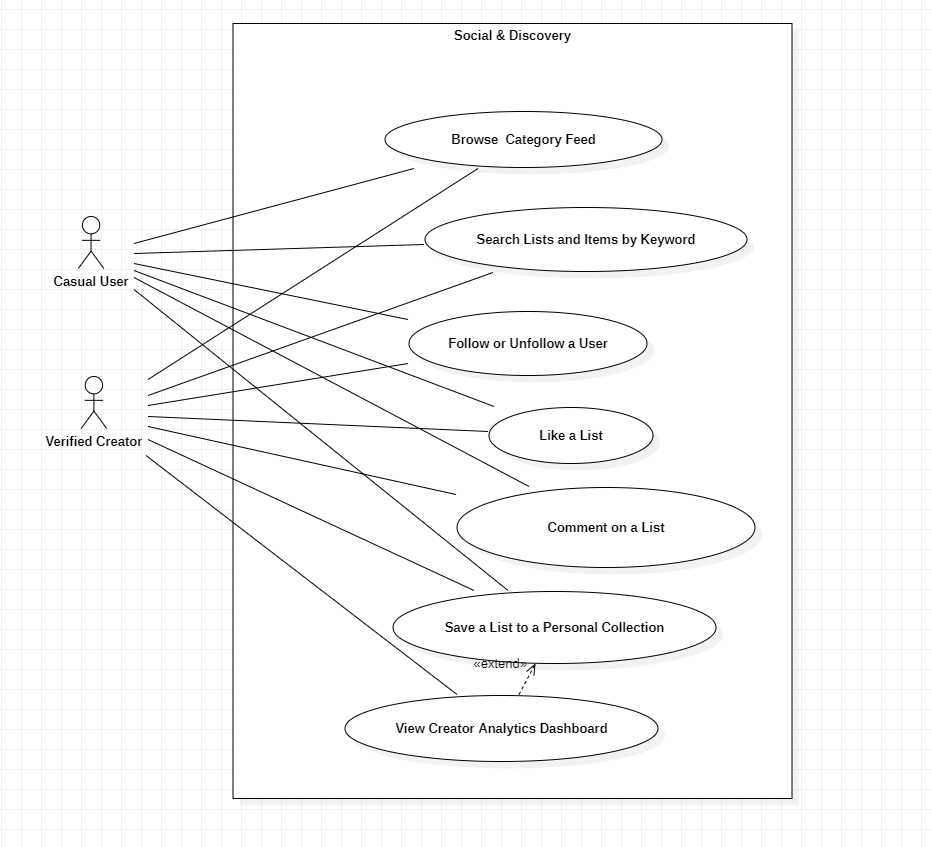 Social & Discovery
Browse  Category Feed
Search Lists and Items by Keyword
Casual User
Follow or Unfollow a User
Verified Creator
Like a List
Comment on a List
Save a List to a Personal Collection
«extend»
View Creator Analytics Dashboard